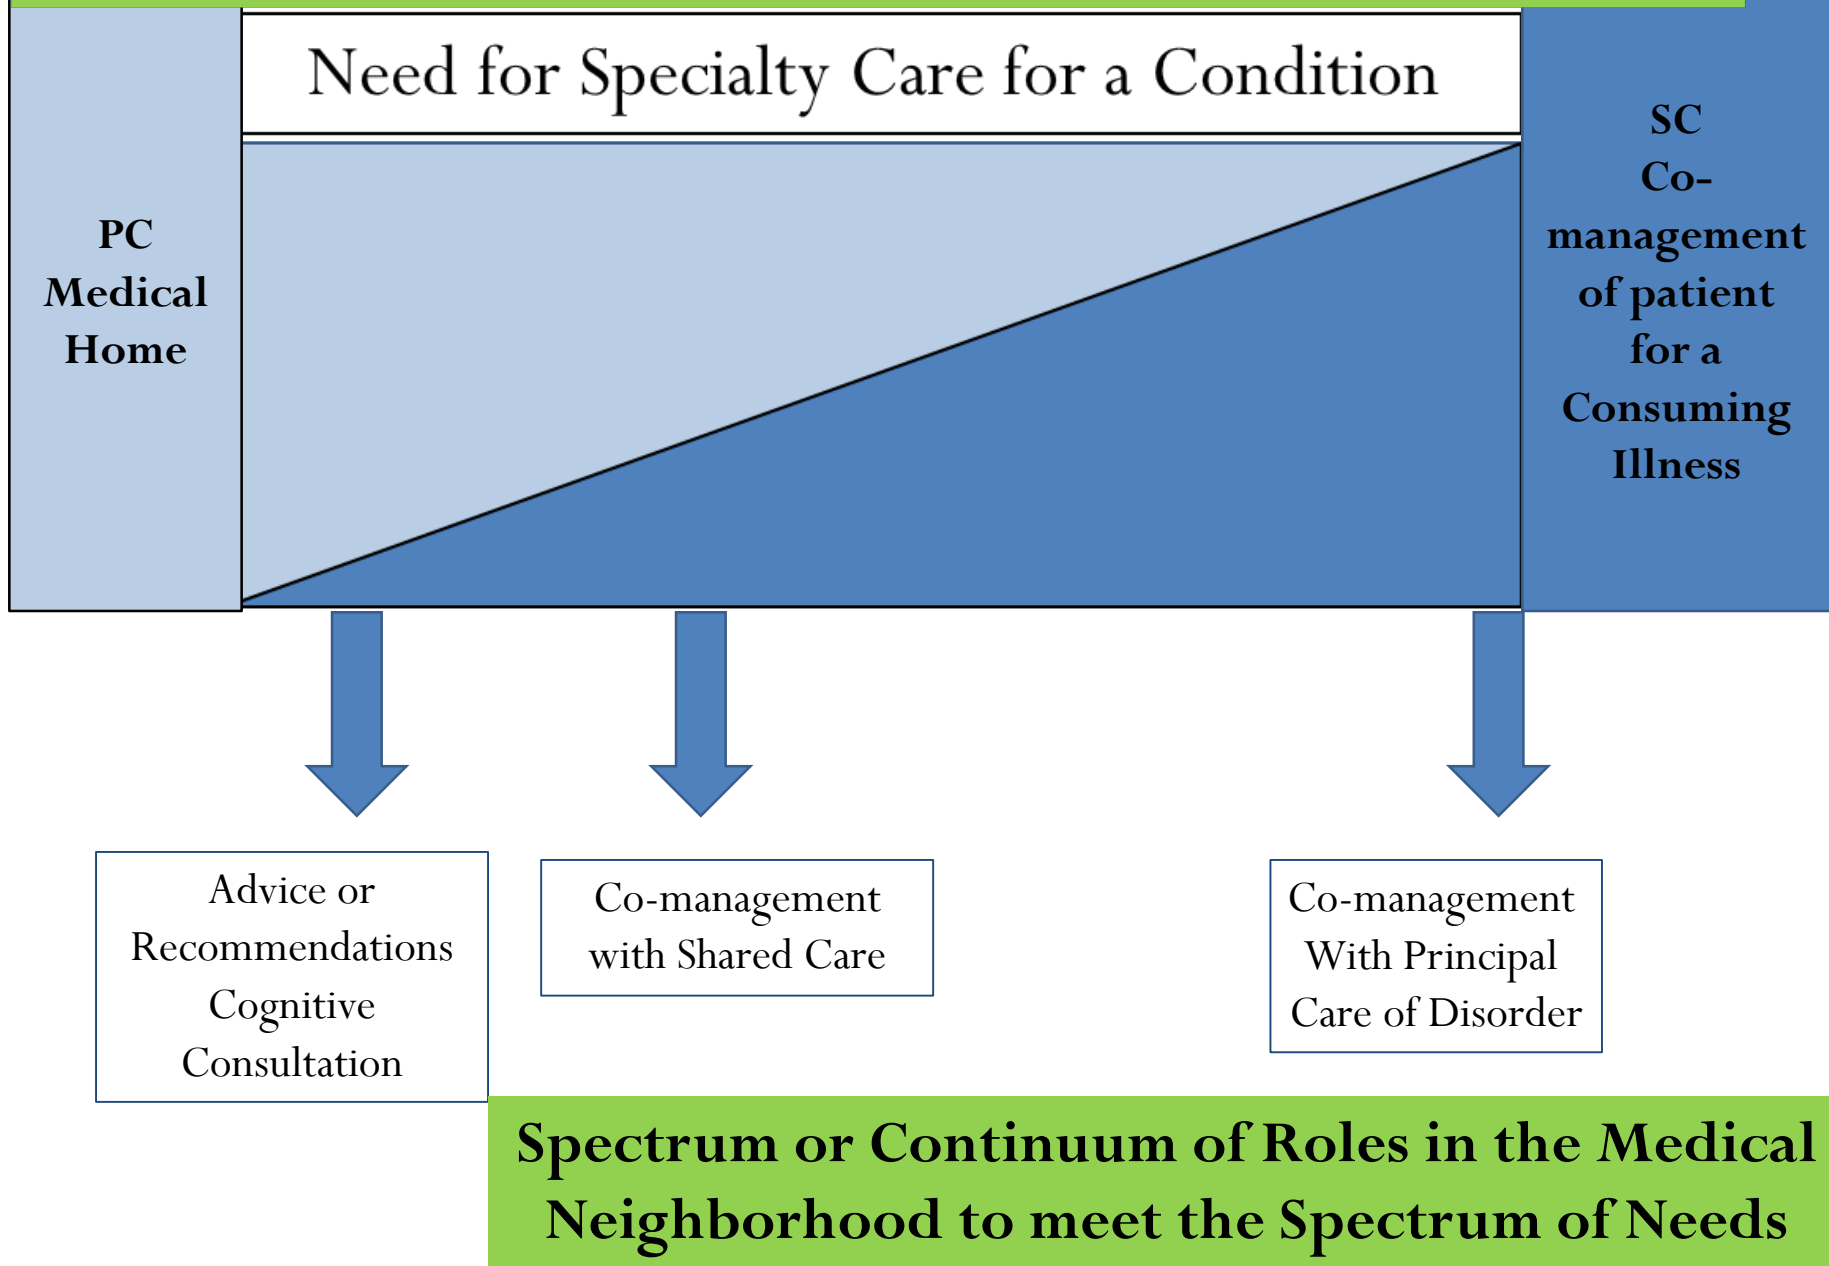 Need for Specialty Care for a Condition
PC
Medical
Home
SC
Co-
management
of patient
for a
Consuming
Illness
Advice or
Recommendations
Cognitive
Consultation
Co-management
with Shared Care
Co-management
With Principal
Care of Disorder
Spectrum or Continuum of Roles in the Medical
Neighborhood to meet the Spectrum of Needs